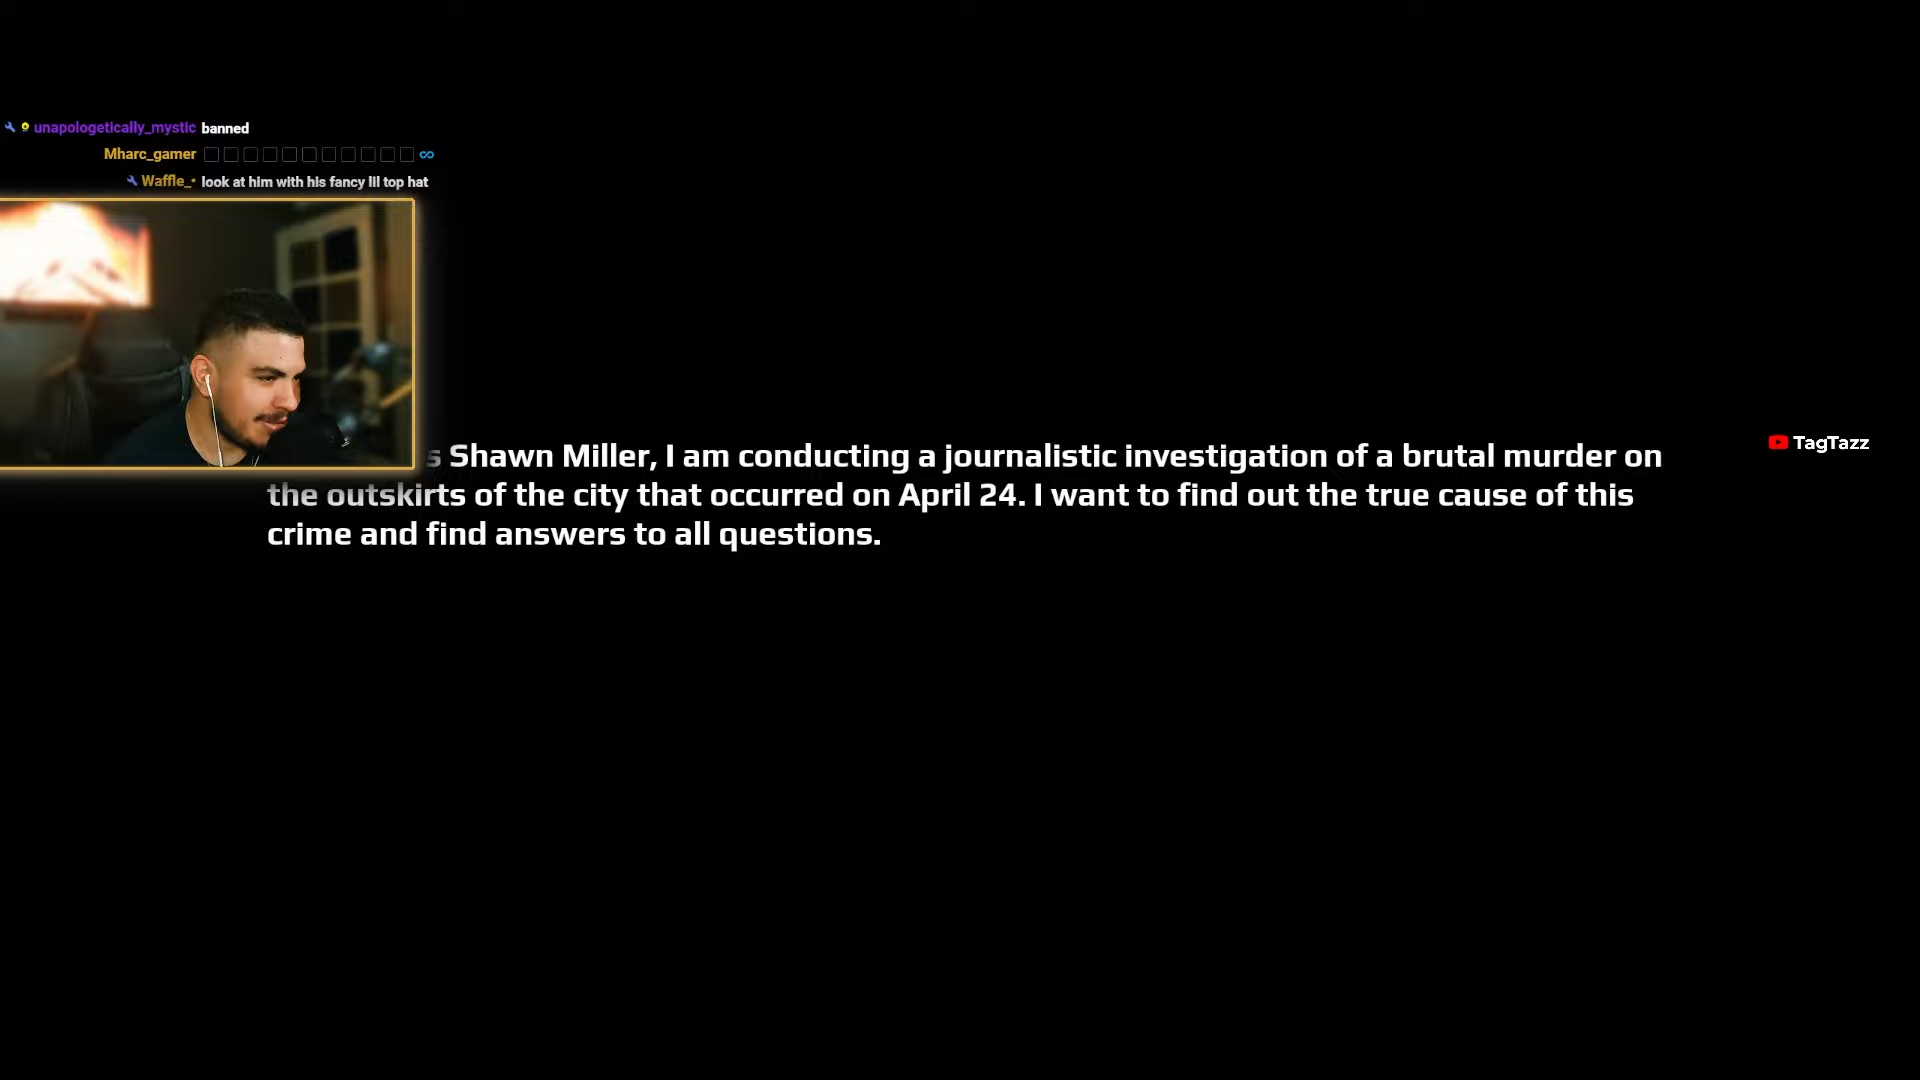 unapologetically_mystic banned
Mharc_gamer
Waffle_• look at him with his fancy lil top hat
s Shawn Miller, I am conducting a journalistic investigation of a brutal murder on
the outskirts of the city that occurred on April 24. I want to find out the true cause of this
crime and find answers to all questions.
TagTazz